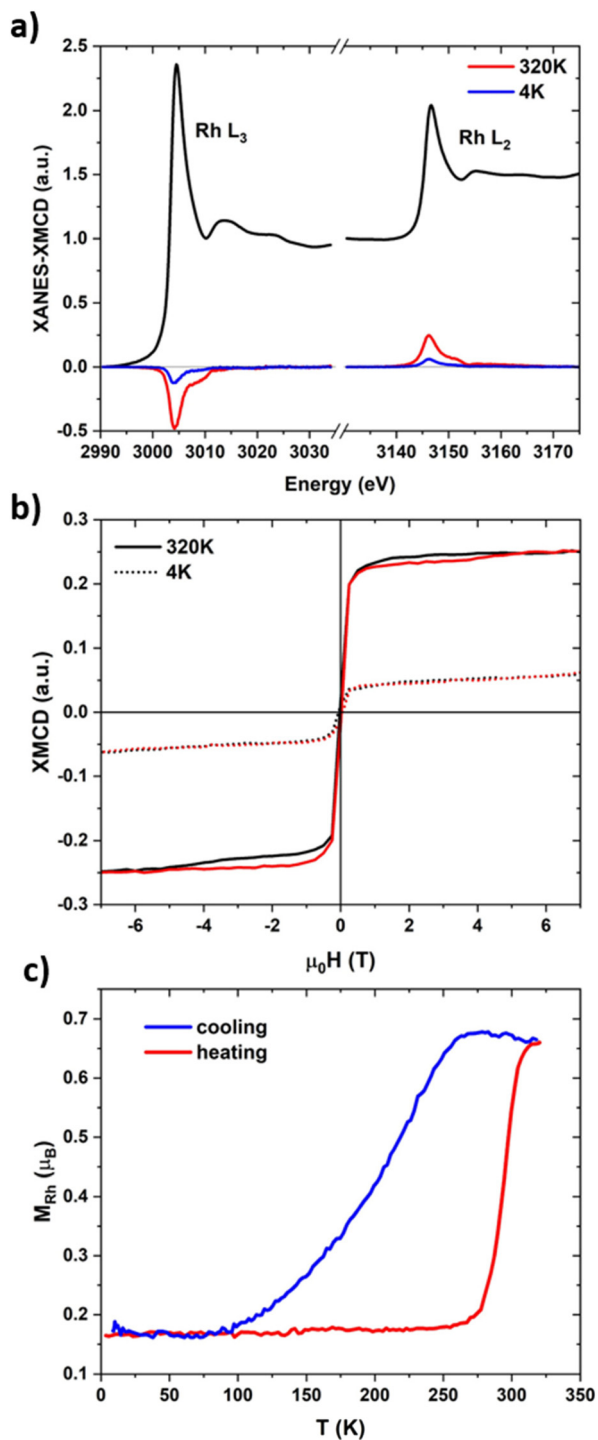 a)
2.5
2.0
1.5
1.0
0.5
0.0
-0.5
XANES-XMCD (a.u.)
Rh L3
Rh L2
320K
4K
2990 3000 3010 3020 3030 3140 3150 3160 3170
Energy (eV)
b)
0.3
0.2
0.1
0.0
-0.1
-0.2
-0.3
XMCD (a.u.)
320K
4K
-6 -4 -2 0 2 4 6
μ0H (T)
c)
0.7
0.6
0.5
0.4
0.3
0.2
0.1
MRh (μB)
cooling
heating
0 50 100 150 200 250 300 350
T (K)